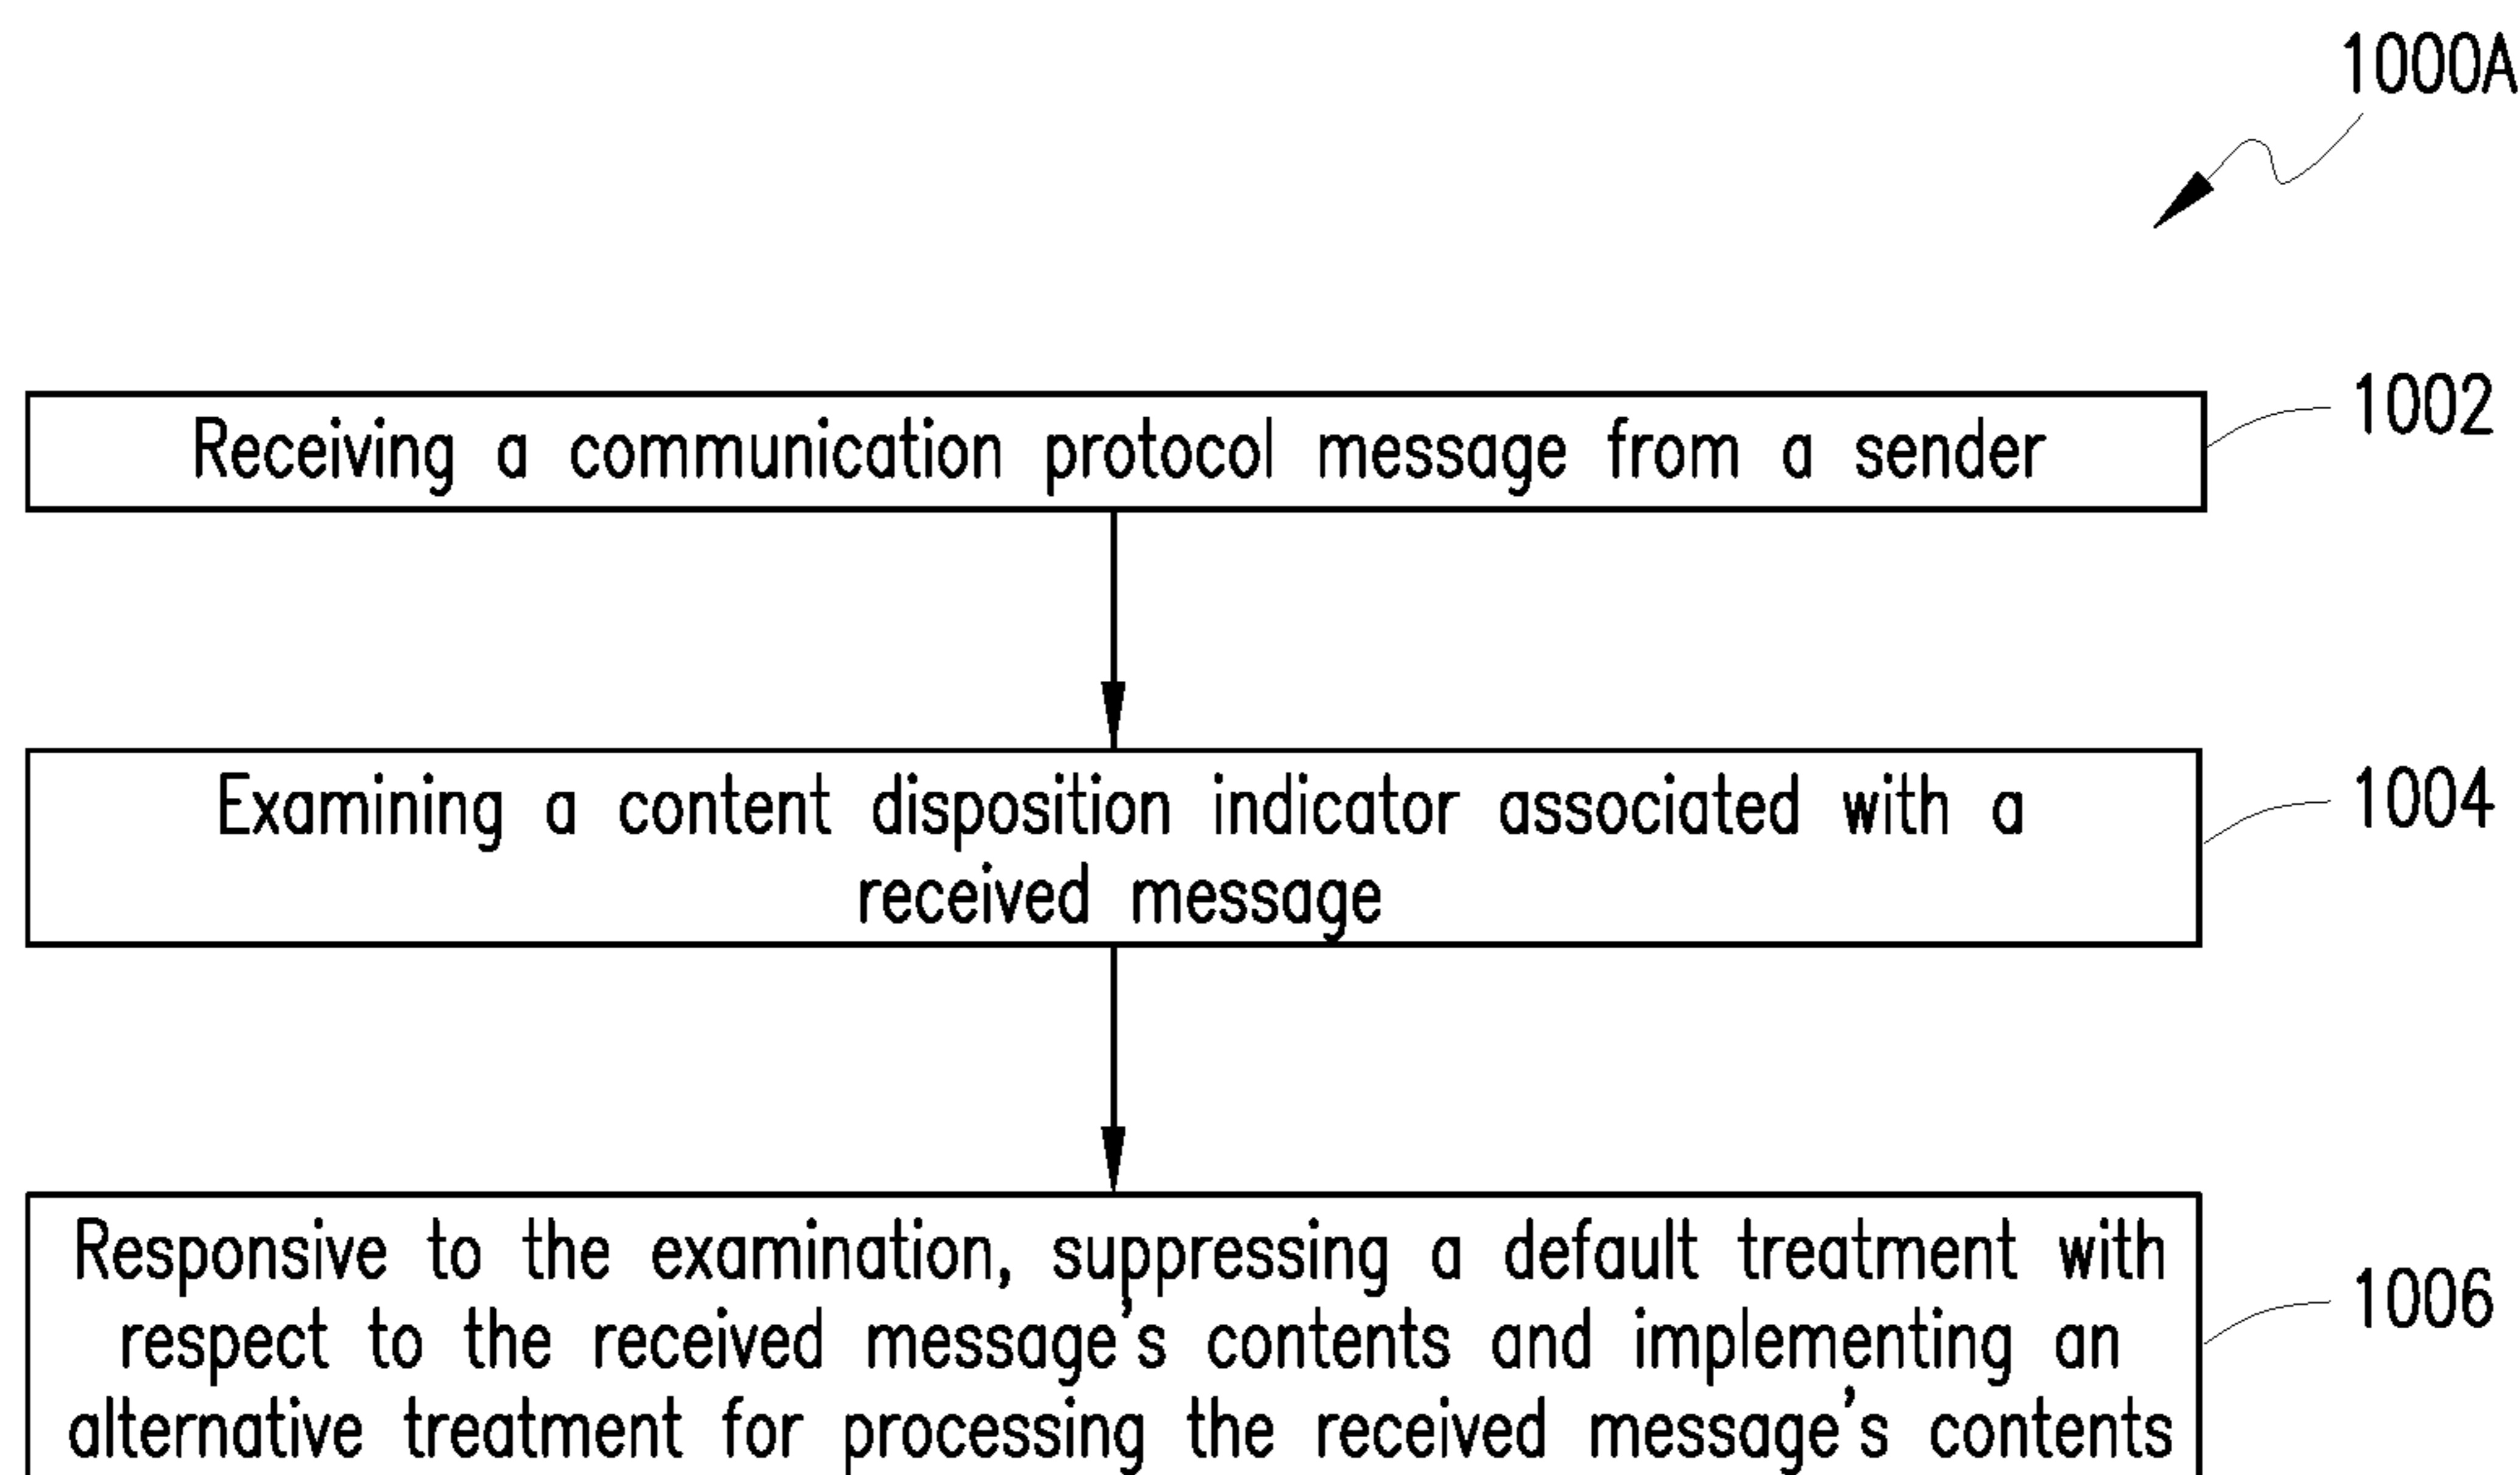 1000A
Receiving a communication protocol message from a sender
1002
Examining a content disposition indicator associated with a
received message
1004
Responsive to the examination, suppressing a default treatment with
respect to the received message's contents and implementing an
alternative treatment for processing the received message's contents
1006